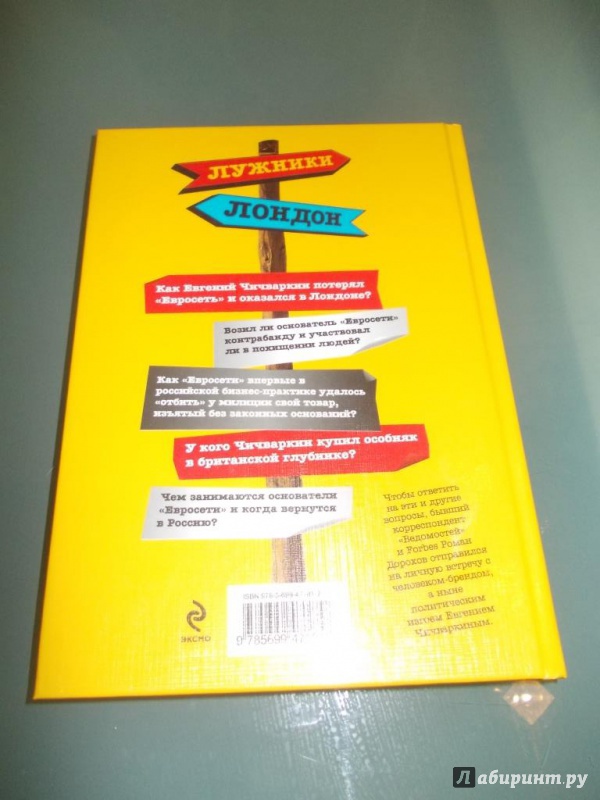 ЛУЖНИКИ
ЛОНДОН
Как Евгений Чичваркин потерял
«Евросеть» и оказался в Лондоне?
Возил ли основатель «Евросети»
контрабанду и участвовал
ли в похищении людей?
Как «Евросети» впервые в
российской бизнес-практике удалось
«отбить» у милиции свой товар,
изъятый без законных оснований?
У кого Чичваркин купил особняк
в британской глубинке?
Чем занимаются основатели
«Евросети» и когда вернутся
в Россию?
Чтобы ответить
на эти и другие
вопросы, бывший
корреспондент
«Ведомостей»
и Forbes Роман
Дорохов отправился
на личную встречу с
человеком-брендом,
а ныне
политическим
Евгением
Чичваркиным.
ЭКСМО
ISBN
9 785699
Лабиринт.ру